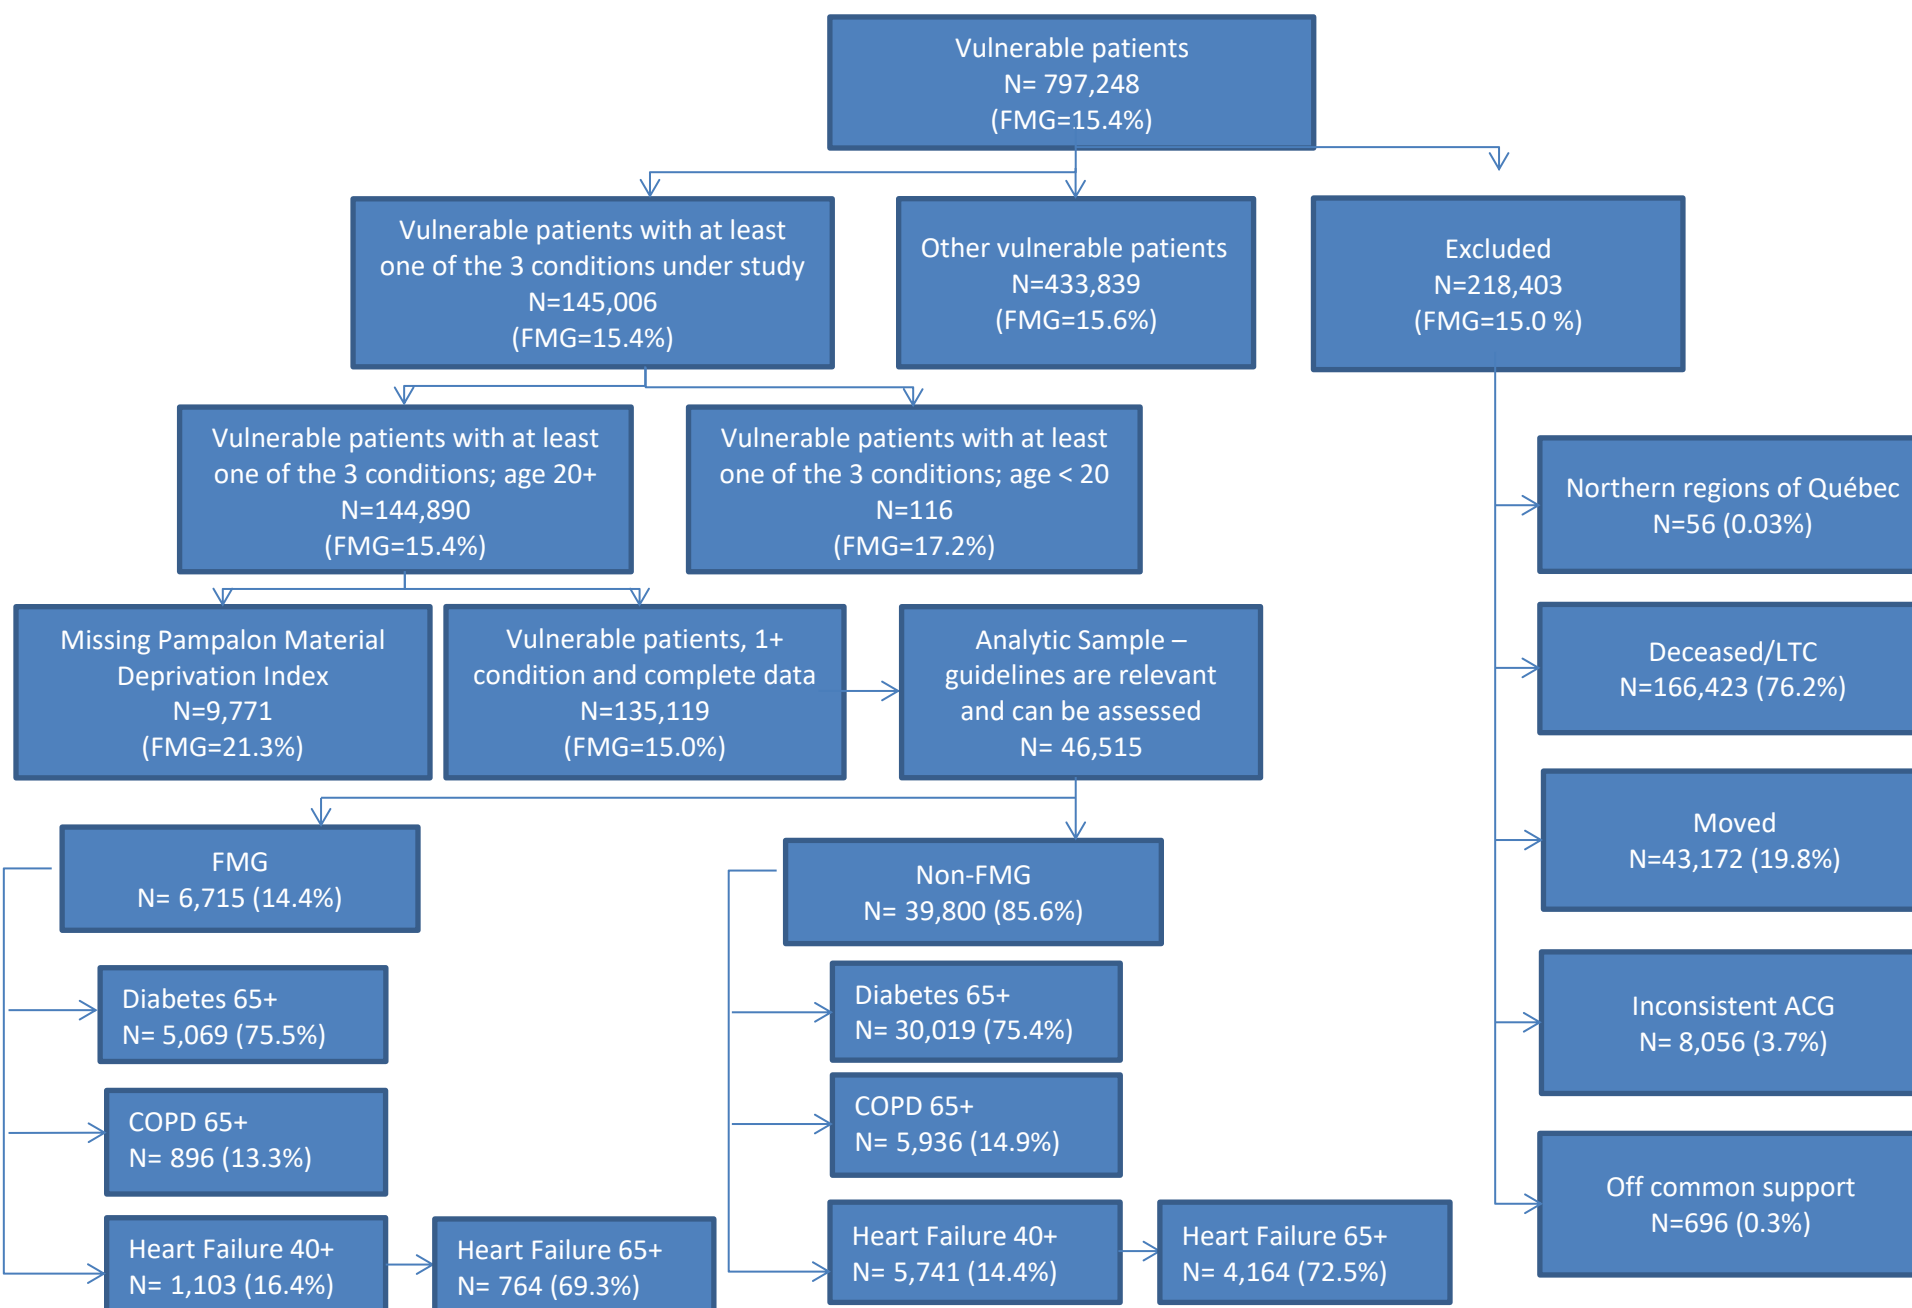 Vulnerable patients
N= 797,248
(FMG=15.4%)
Vulnerable patients with at least
one of the 3 conditions under study
N=145,006
(FMG=15.4%)
Other vulnerable patients
N=433,839
(FMG=15.6%)
Excluded
N=218,403
(FMG=15.0 %)
Vulnerable patients with at least
one of the 3 conditions; age 20+
N=144,890
(FMG=15.4%)
Vulnerable patients with at least
one of the 3 conditions; age < 20
N=116
(FMG=17.2%)
Northern regions of Québec
N=56 (0.03%)
Missing Pampalon Material
Deprivation Index
N=9,771
(FMG=21.3%)
Vulnerable patients, 1+
condition and complete data
N=135,119
(FMG=15.0%)
Analytic Sample –
guidelines are relevant
and can be assessed
N= 46,515
Deceased/LTC
N=166,423 (76.2%)
Moved
N=43,172 (19.8%)
FMG
N= 6,715 (14.4%)
Non-FMG
N= 39,800 (85.6%)
Diabetes 65+
N= 5,069 (75.5%)
Diabetes 65+
N= 30,019 (75.4%)
Inconsistent ACG
N= 8,056 (3.7%)
COPD 65+
N= 896 (13.3%)
COPD 65+
N= 5,936 (14.9%)
Off common support
N=696 (0.3%)
Heart Failure 40+
N= 1,103 (16.4%)
Heart Failure 65+
N= 764 (69.3%)
Heart Failure 40+
N= 5,741 (14.4%)
Heart Failure 65+
N= 4,164 (72.5%)